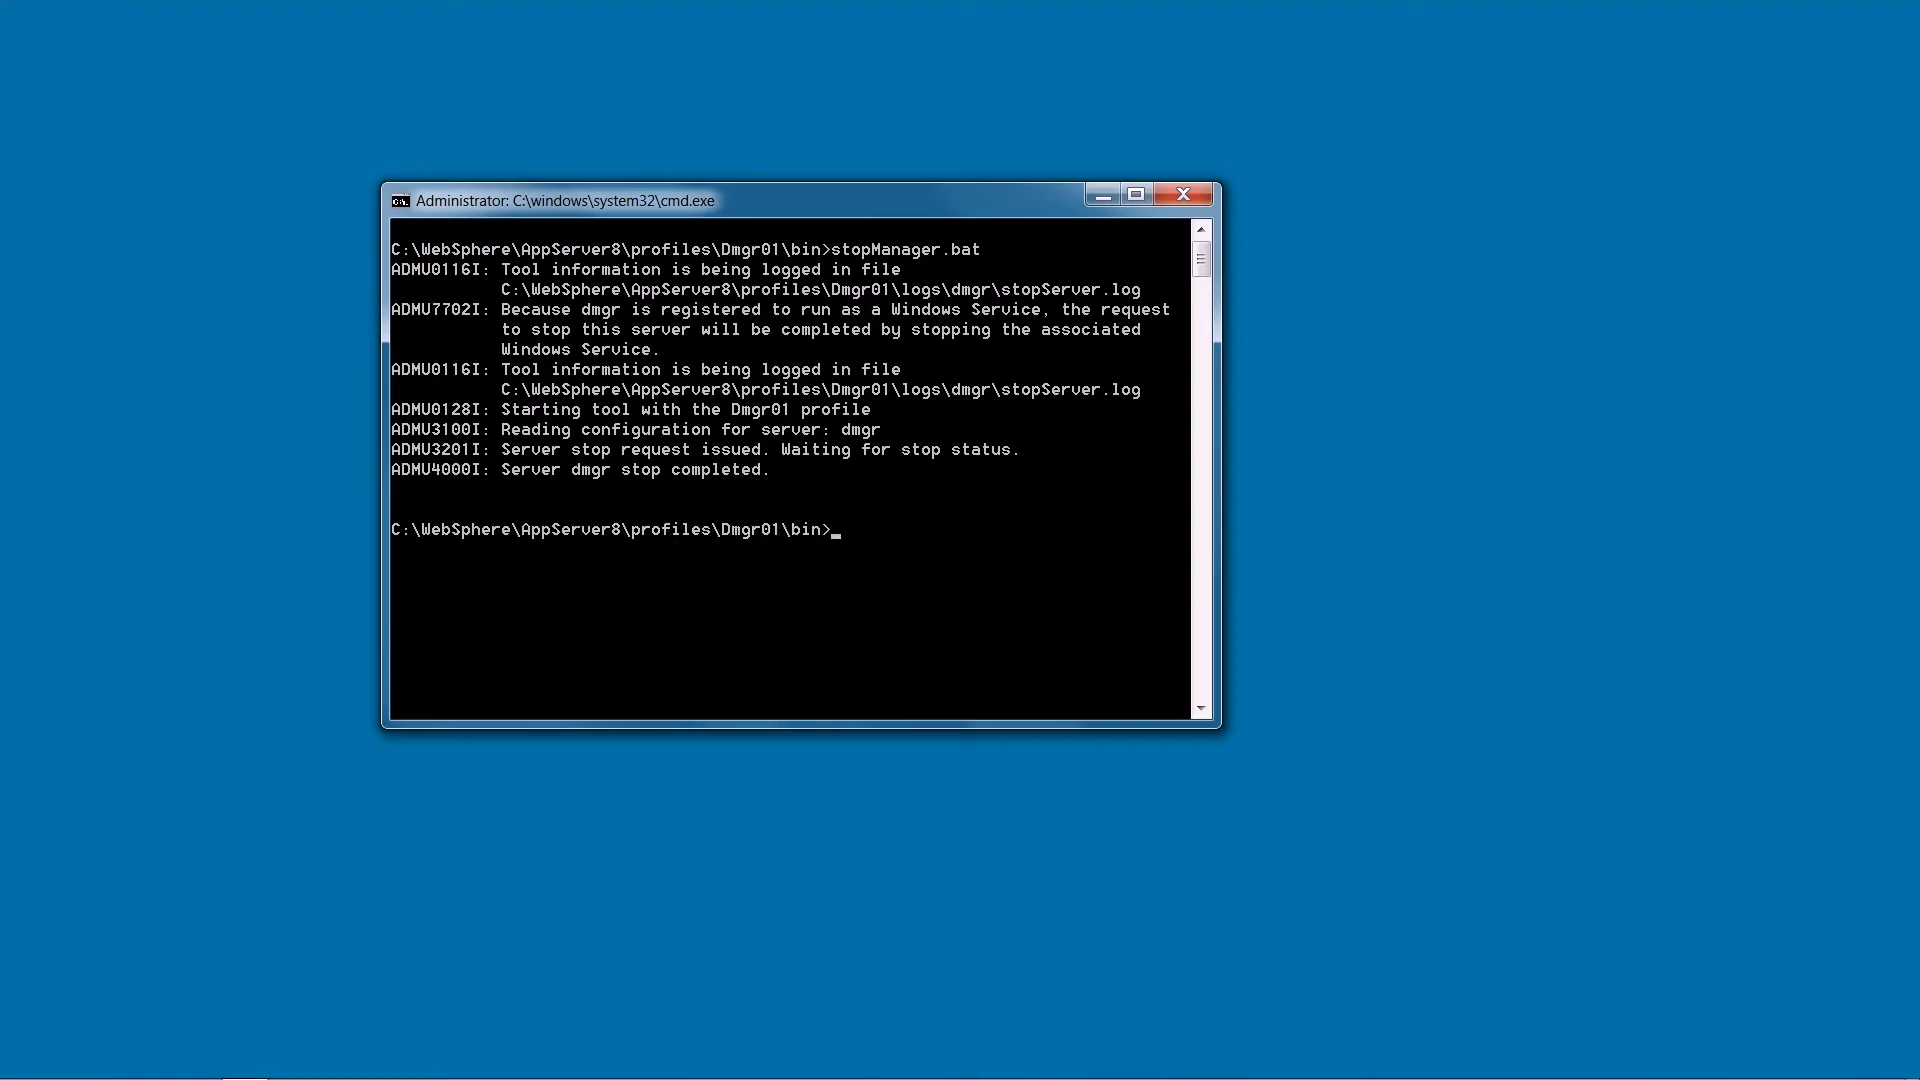 Administrator: C:\windows\system32\cmd.exe
C:\WebSphere\AppServer8\profiles\Dmgr01\bin>stopManager.bat
ADMU0116I: Tool information is being logged in file
C:\WebSphere\AppServer8\profiles\Dmgr01\logs\dmgr\stopServer.log
ADMU7702I: Because dmgr is registered to run as a Windows Service, the request
to stop this server will be completed by stopping the associated
Windows Service.
ADMU0116I: Tool information is being logged in file
C:\WebSphere\AppServer8\profiles\Dmgr01\logs\dmgr\stopServer.log
ADMU0128I: Starting tool with the Dmgr01 profile
ADMU3100I: Reading configuration for server: dmgr
ADMU3201I: Server stop request issued. Waiting for stop status.
ADMU4000I: Server dmgr stop completed.
C:\WebSphere\AppServer8\profiles\Dmgr01\bin>